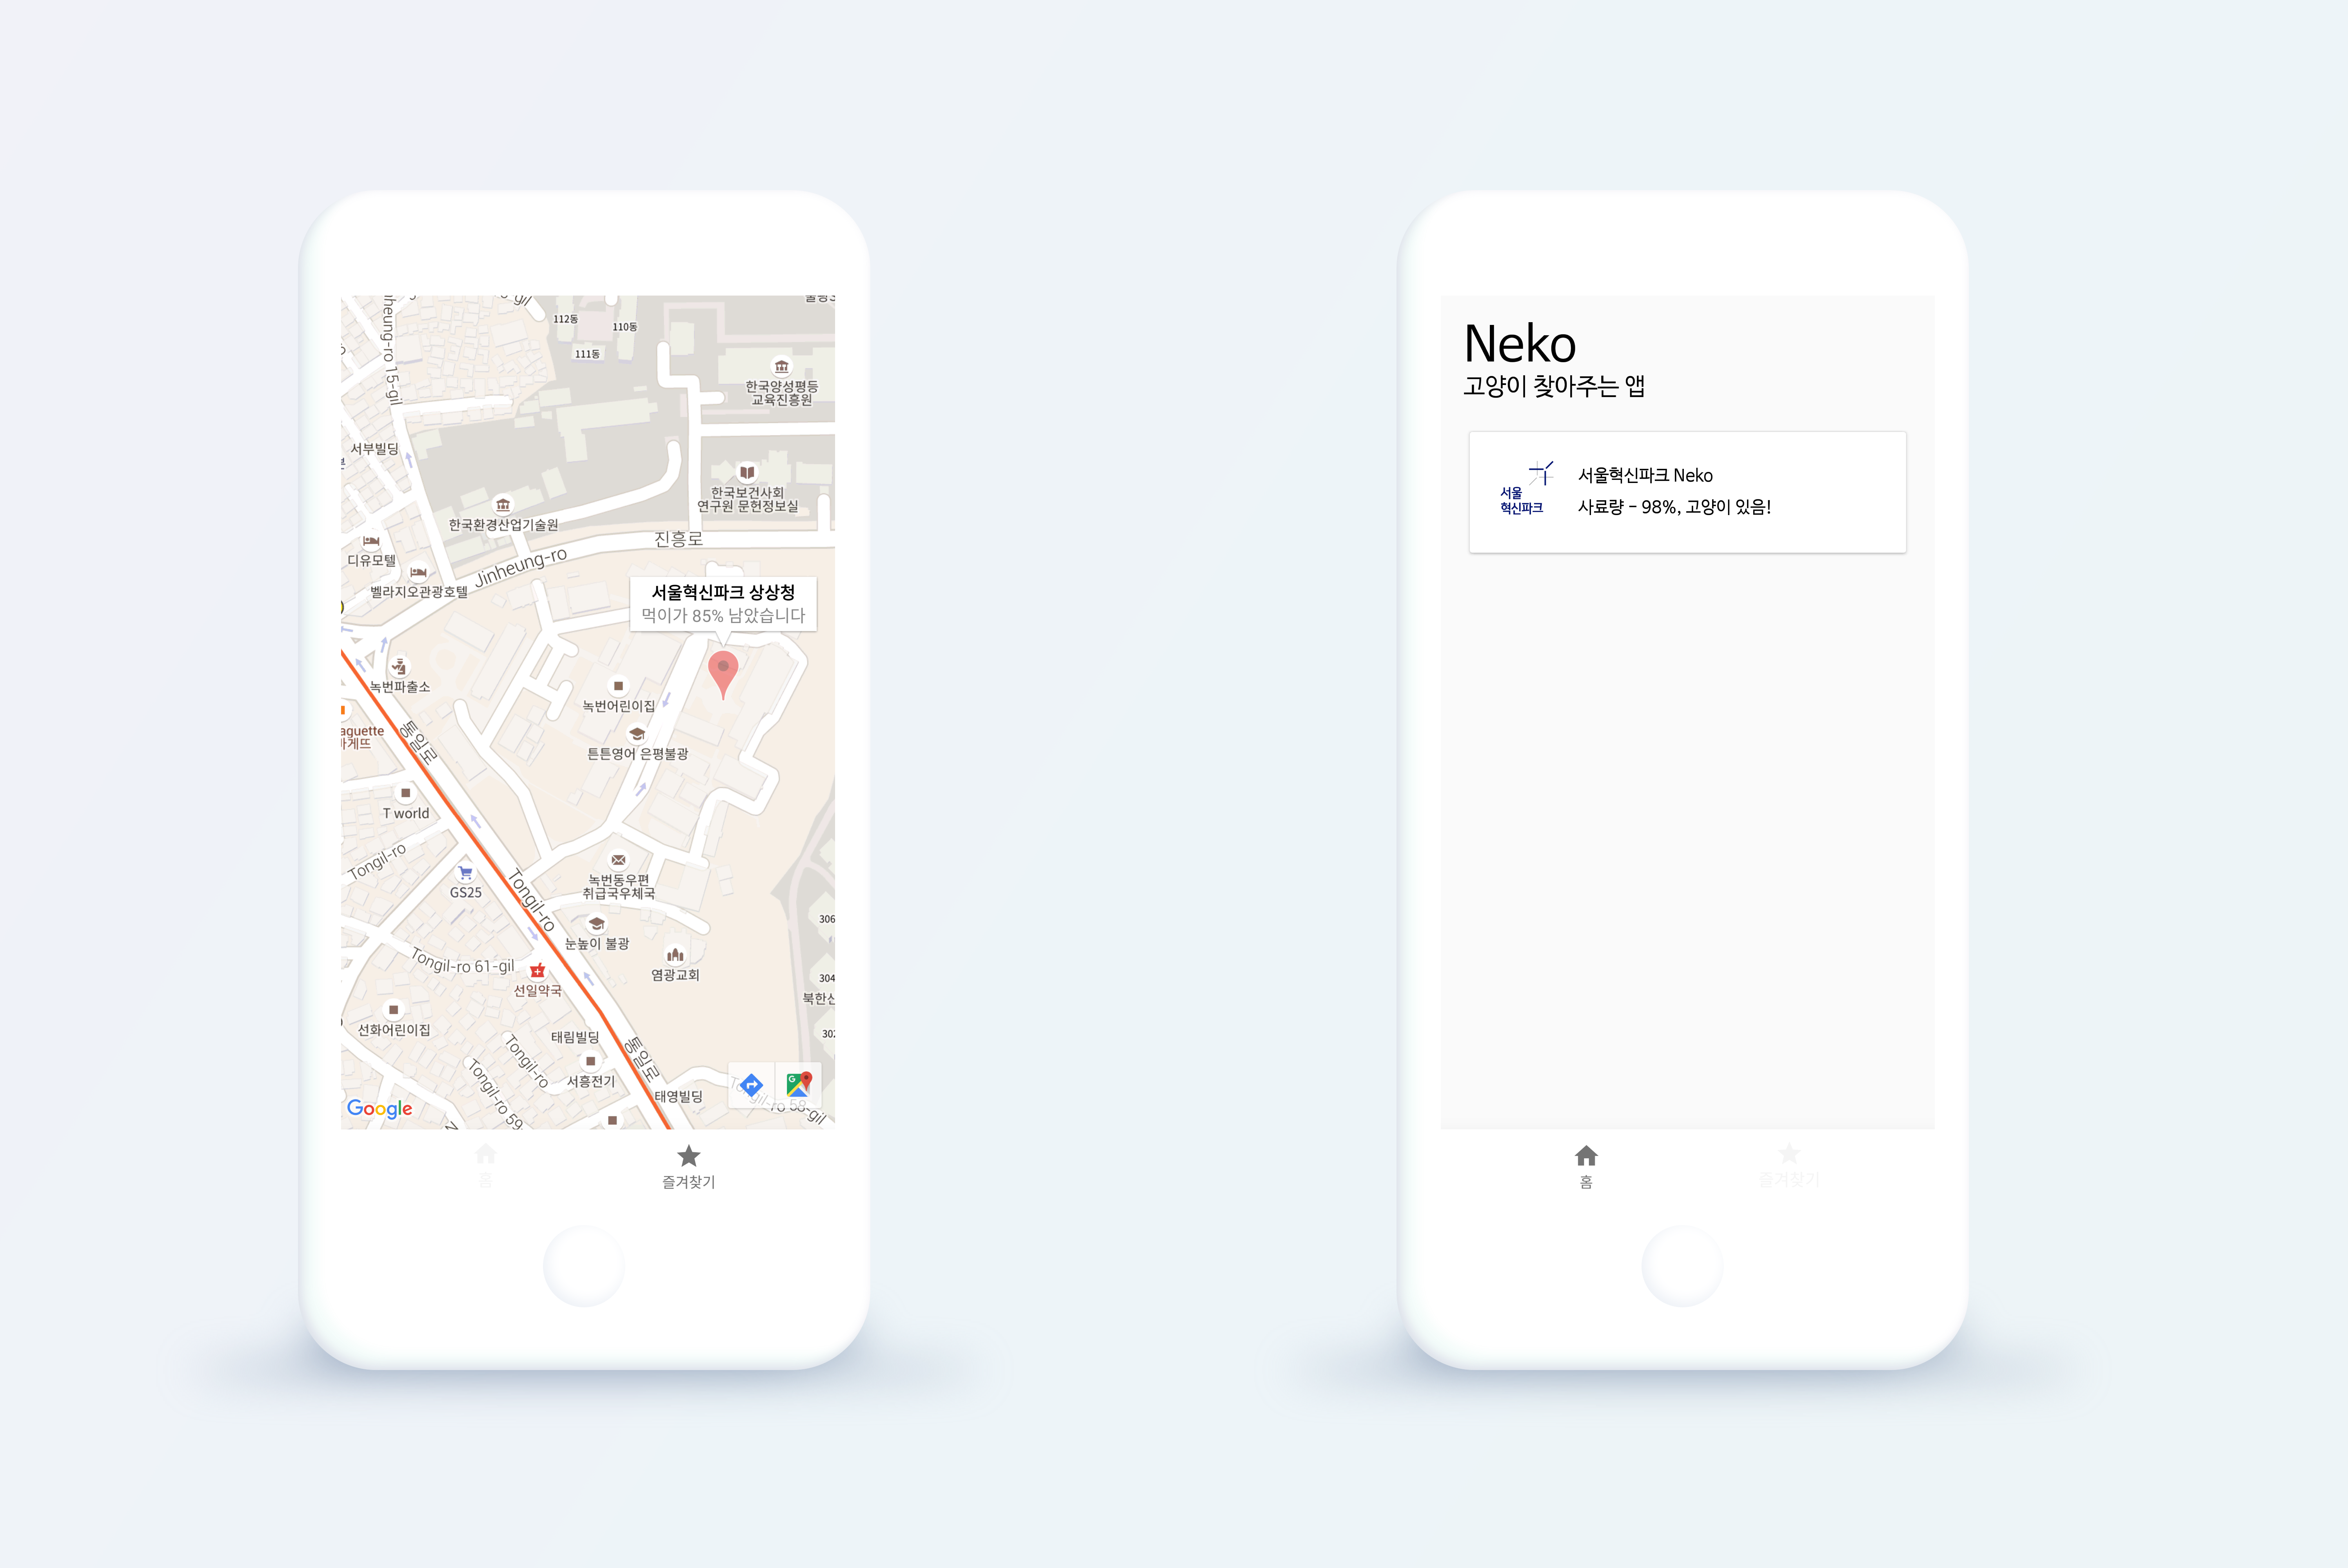 nheung-ro 15-gil
112동
110동
111동
한국양성평등
교육진흥원
서부빌딩
한국보건사회
연구원 문헌정보실
한국환경산업기술원
진흥로
Jinheung-ro
디유모텔
벨라지오관광호텔
서울혁신파크 상상청
먹이가 85% 남았습니다
녹번파출소
녹번어린이집
aguette
바게뜨
통일로
튼튼영어 은평불광
T world
Tongil-ro
GS25
녹번동우편
취급국우체국
Tongil-ro
눈높이 불광
306
Tongil-ro 61-gil
염광교회
304
선일약국
북한산
선화어린이집
태림빌딩
302
Tongil-ro
통일로
서흥전기
Tongil-ro 59
태영빌딩
Tongil-ro 58-gil
Google
홈
즐겨찾기
Neko
고양이 찾아주는 앱
서울
혁신파크
서울혁신파크 Neko
사료량 - 98%, 고양이 있음!
홈
즐겨찾기